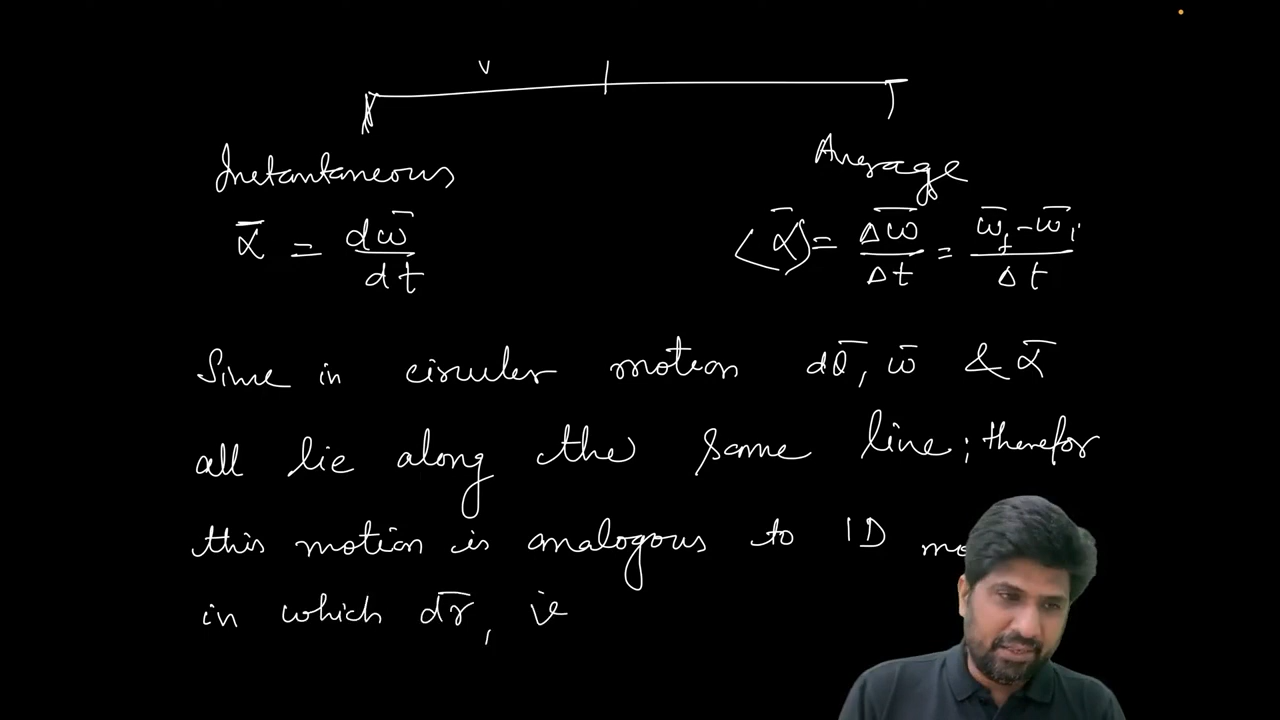 v
Instantaneous
Average
ᾱ = dω̄/dt
⟨ᾱ⟩ = Δω̄/Δt = (ω̄f − ω̄i)/Δt
Since in circular motion dθ̄, ω̄ & ᾱ
all lie along the same line; therefor
this motion is analogous to 1D
in which dr̄,